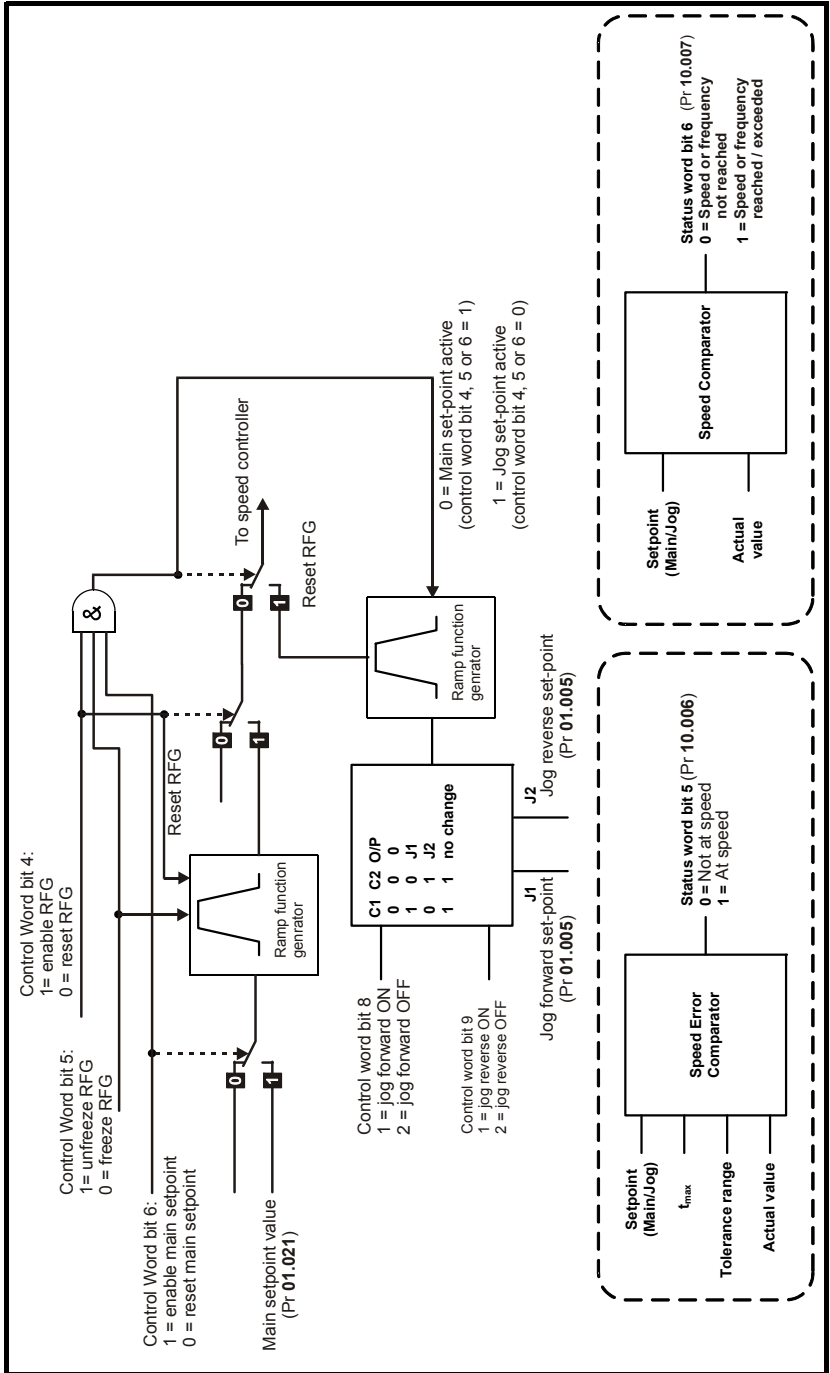 Control Word bit 4:
1= enable RFG
0 = reset RFG
Control Word bit 5:
1= unfreeze RFG
0 = freeze RFG
Control Word bit 6:
1 = enable main setpoint
0 = reset main setpoint
Main setpoint value
(Pr 01.021)
0
1
Ramp function
genrator
Reset RFG
0
1
&
0
1
Reset RFG
To speed controller
Control word bit 8
1 = jog forward ON
2 = jog forward OFF
Control word bit 9
1 = jog reverse ON
2 = jog reverse OFF
C1 C2 O/P
0 0 0
1 0 J1
0 1 J2
1 1 no change
J1
Jog forward set-point
(Pr 01.005)
J2
Jog reverse set-point
(Pr 01.005)
Ramp function
genrator
0 = Main set-point active
(control word bit 4, 5 or 6 = 1)
1 = Jog set-point active
(control word bit 4, 5 or 6 = 0)
Setpoint
(Main/Jog)
tmax
Tolerance range
Actual value
Speed Error
Comparator
Status word bit 5 (Pr 10.006)
0 = Not at speed
1 = At speed
Setpoint
(Main/Jog)
Actual
value
Speed Comparator
Status word bit 6 (Pr 10.007)
0 = Speed or frequency
not reached
1 = Speed or frequency
reached / exceeded